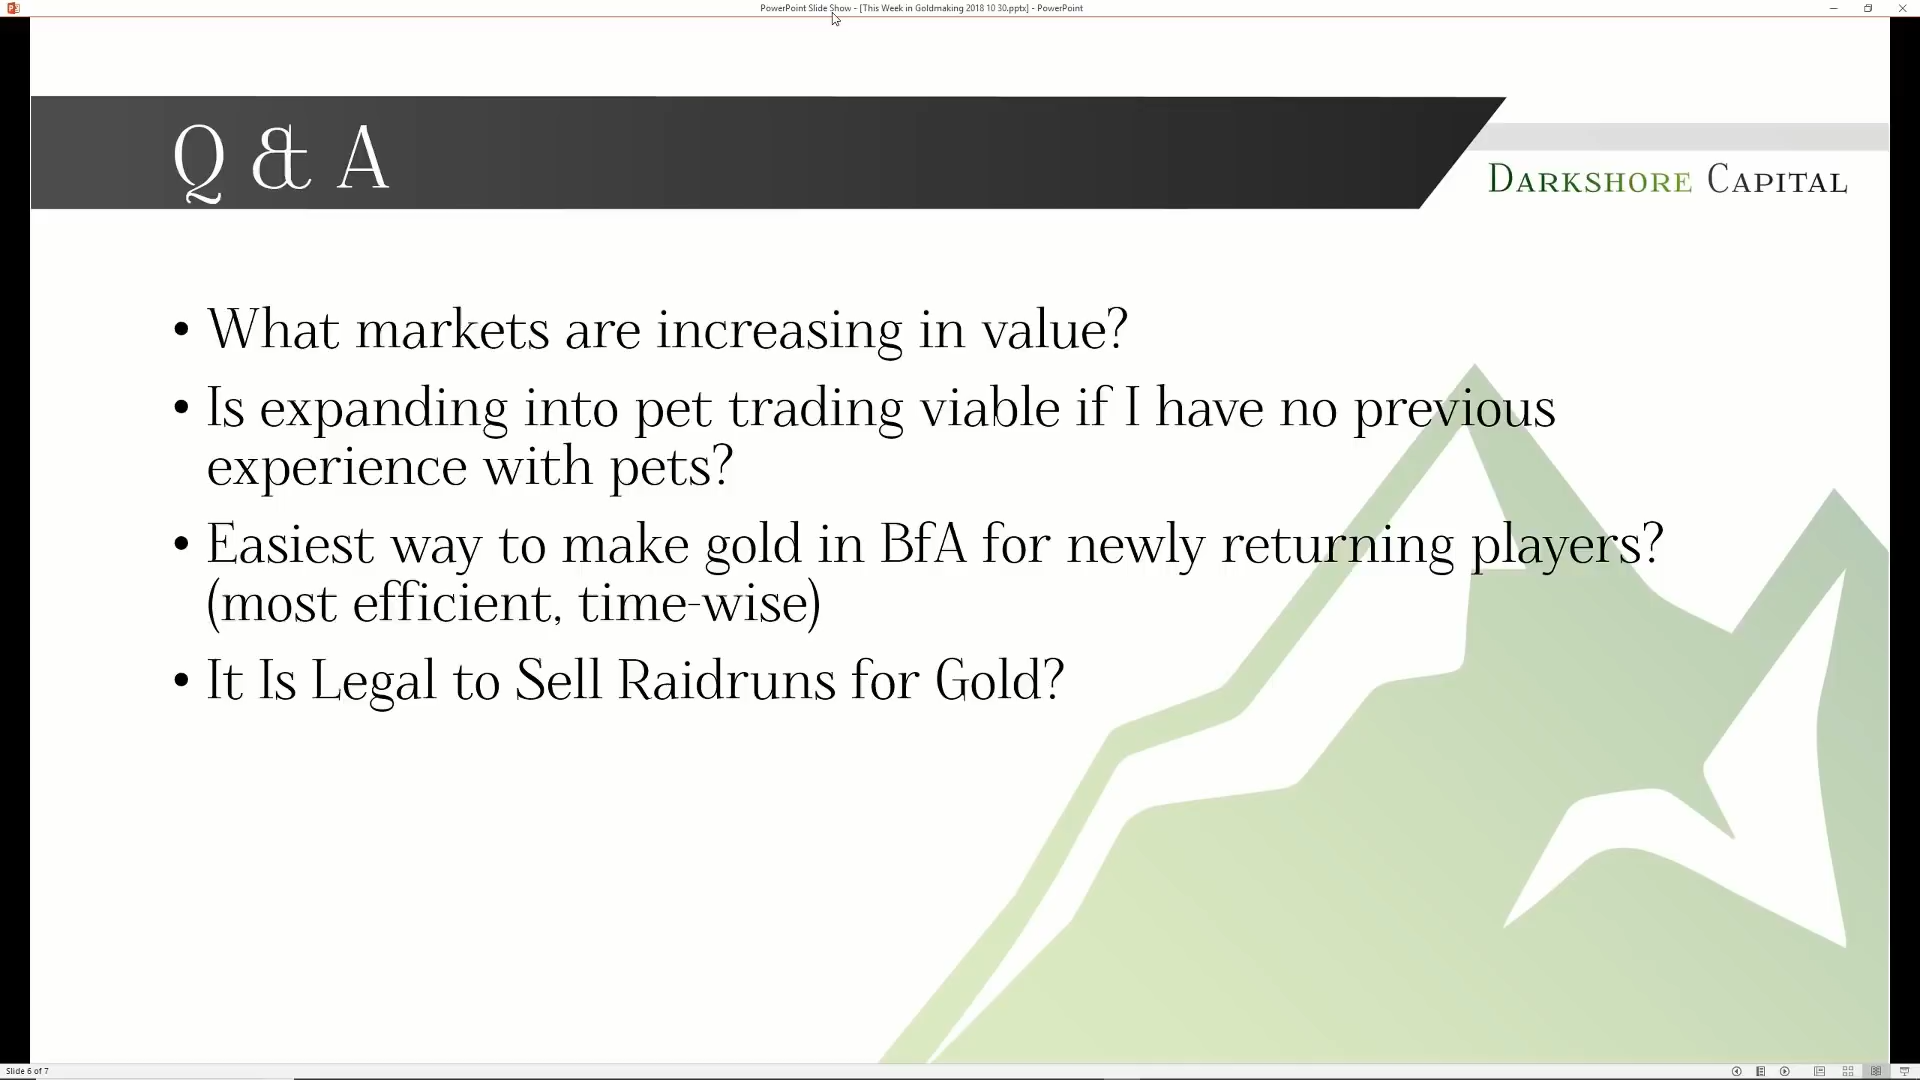 PowerPoint Slide Show - [This Week in Goldmaking 2018 10 30.pptx] - PowerPoint
Q & A
DARKSHORE CAPITAL
• What markets are increasing in value?
• Is expanding into pet trading viable if I have no previous
experience with pets?
• Easiest way to make gold in BfA for newly returning players?
(most efficient, time-wise)
• It Is Legal to Sell Raidruns for Gold?
Slide 6 of 7